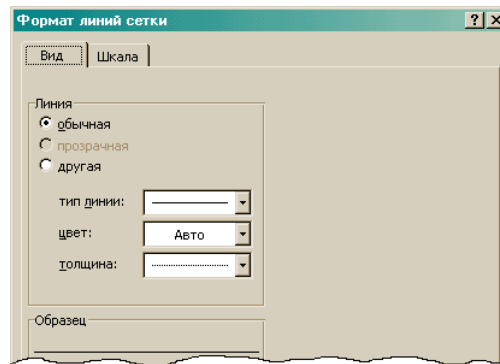 Формат линий сетки
Вид Шкала
Линия
обычная
прозрачная
другая
тип линии:
цвет: Авто
толщина:
Образец